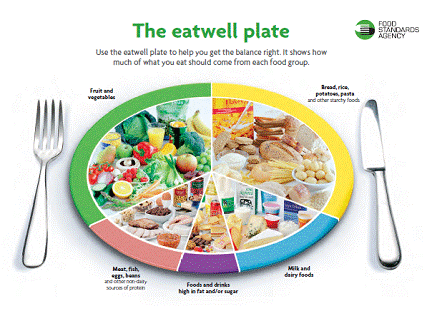 The eatwell plate
FOOD
STANDARDS
AGENCY
Use the eatwell plate to help you get the balance right. It shows how
much of what you eat should come from each food group.
Fruit and
vegetables
Bread, rice,
potatoes, pasta
and other starchy foods
Meat, fish,
eggs, beans
and other non-dairy
sources of protein
Foods and drinks
high in fat and/or sugar
Milk and
dairy foods